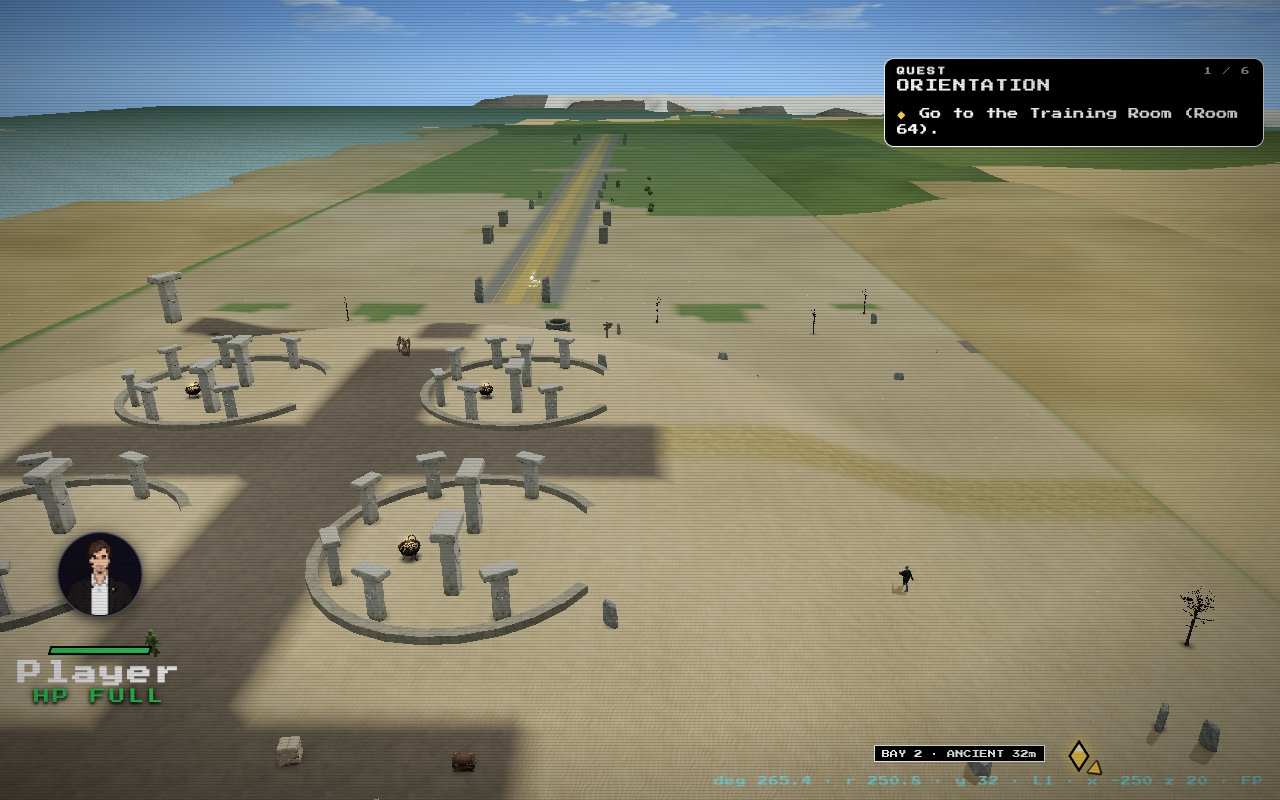 QUEST 1 / 6
ORIENTATION
◆ Go to the Training Room (Room
64).
Player
HP FULL
BAY 2 · ANCIENT 32m
deg 265.4 · r 250.8 · y 32 · L1 · x -250 z 20 · FP